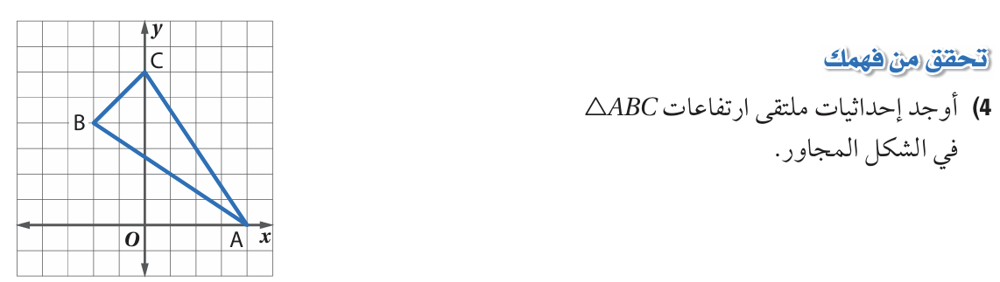 تحقق من فهمك
4) أوجد إحداثيات ملتقى ارتفاعات △ABC
في الشكل المجاور.
y
C
B
O
A
x